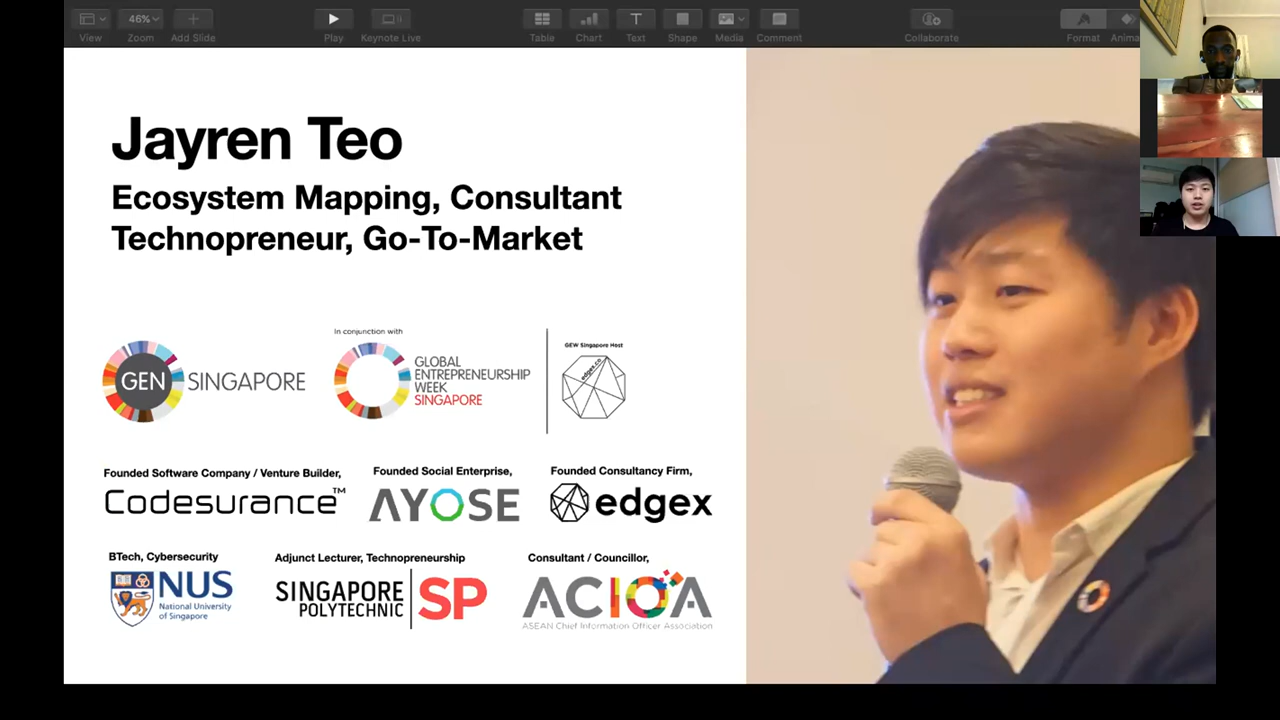 46%
View
Zoom
Add Slide
Play
Keynote Live
Table
Chart
Text
Shape
Media
Comment
Collaborate
Format
Anima
Jayren Teo
Ecosystem Mapping, Consultant
Technopreneur, Go-To-Market
GEN SINGAPORE
In conjunction with
GLOBAL
ENTREPRENEURSHIP
WEEK
SINGAPORE
GEW Singapore Host
edgex.co
Founded Software Company / Venture Builder,
Codesurance™
Founded Social Enterprise,
AYOSE
Founded Consultancy Firm,
edgex
BTech, Cybersecurity
NUS
National University
of Singapore
Adjunct Lecturer, Technopreneurship
SINGAPORE
POLYTECHNIC
SP
Consultant / Councillor,
ACIOA
ASEAN Chief Information Officer Association